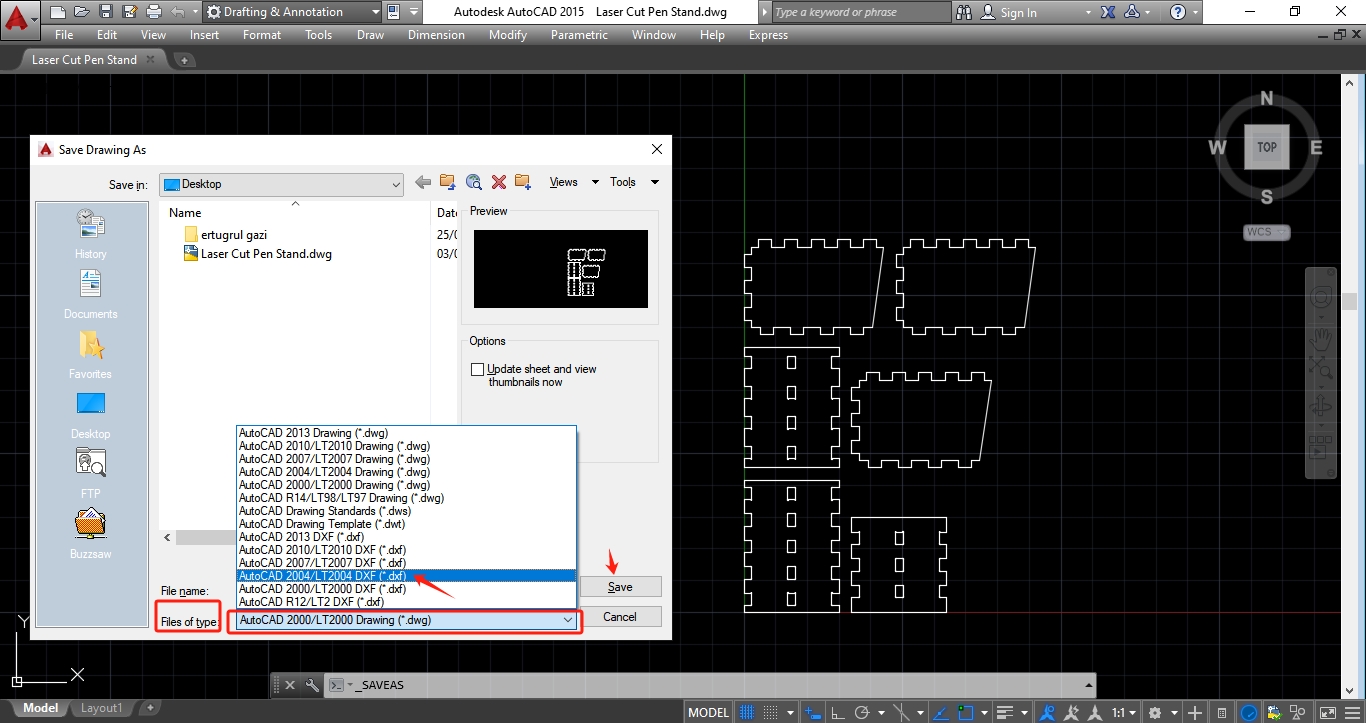 Drafting & Annotation
Autodesk AutoCAD 2015 Laser Cut Pen Stand.dwg
Type a keyword or phrase
Sign In
File Edit View Insert Format Tools Draw Dimension Modify Parametric Window Help Express
Laser Cut Pen Stand
Save Drawing As
Save in:
Desktop
Views
Tools
Name
Date
Preview
ertugrul gazi
25/0
Laser Cut Pen Stand.dwg
03/0
History
Documents
Favorites
Desktop
FTP
Buzzsaw
Options
Update sheet and view
thumbnails now
AutoCAD 2013 Drawing (*.dwg)
AutoCAD 2010/LT2010 Drawing (*.dwg)
AutoCAD 2007/LT2007 Drawing (*.dwg)
AutoCAD 2004/LT2004 Drawing (*.dwg)
AutoCAD 2000/LT2000 Drawing (*.dwg)
AutoCAD R14/LT98/LT97 Drawing (*.dwg)
AutoCAD Drawing Standards (*.dws)
AutoCAD Drawing Template (*.dwt)
AutoCAD 2013 DXF (*.dxf)
AutoCAD 2010/LT2010 DXF (*.dxf)
AutoCAD 2007/LT2007 DXF (*.dxf)
AutoCAD 2004/LT2004 DXF (*.dxf)
AutoCAD 2000/LT2000 DXF (*.dxf)
AutoCAD R12/LT2 DXF (*.dxf)
File name:
Save
Files of type:
AutoCAD 2000/LT2000 Drawing (*.dwg)
Cancel
N
W
TOP
E
S
WCS
Y
X
_SAVEAS
Model
Layout1
MODEL
1:1